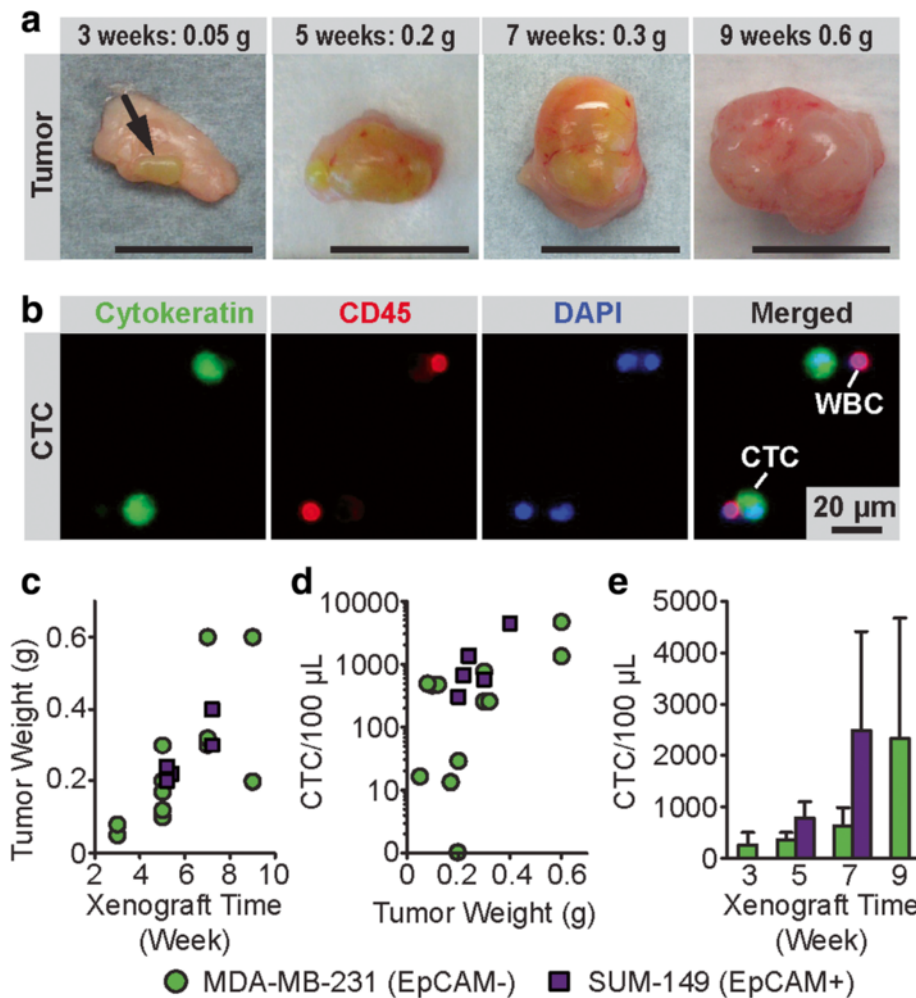 a
3 weeks: 0.05 g 5 weeks: 0.2 g 7 weeks: 0.3 g 9 weeks 0.6 g
Tumor
b
Cytokeratin CD45 DAPI Merged
CTC
WBC
CTC
20 µm
c
Tumor Weight (g)
0.6
0.4
0.2
0
2 4 6 8 10
Xenograft Time
(Week)
d
CTC/100 µL
10000
1000
100
10
0
0 0.2 0.4 0.6
Tumor Weight (g)
e
CTC/100 µL
5000
4000
3000
2000
1000
0
3 5 7 9
Xenograft Time
(Week)
MDA-MB-231 (EpCAM-) SUM-149 (EpCAM+)